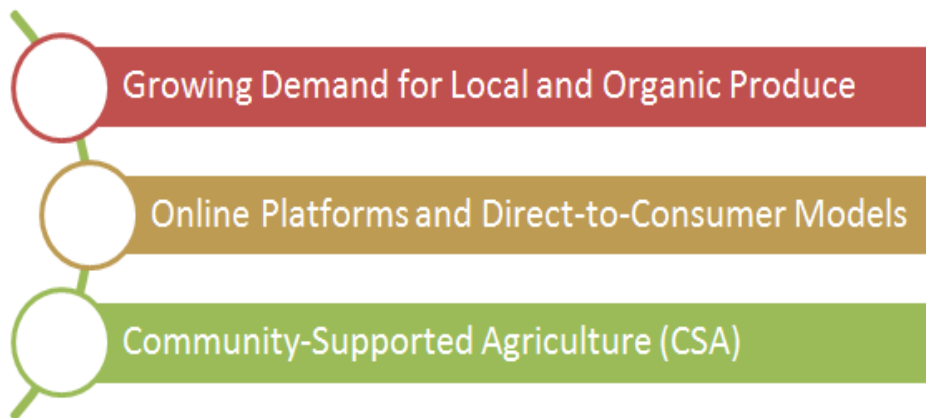 Growing Demand for Local and Organic Produce
Online Platforms and Direct-to-Consumer Models
Community-Supported Agriculture (CSA)